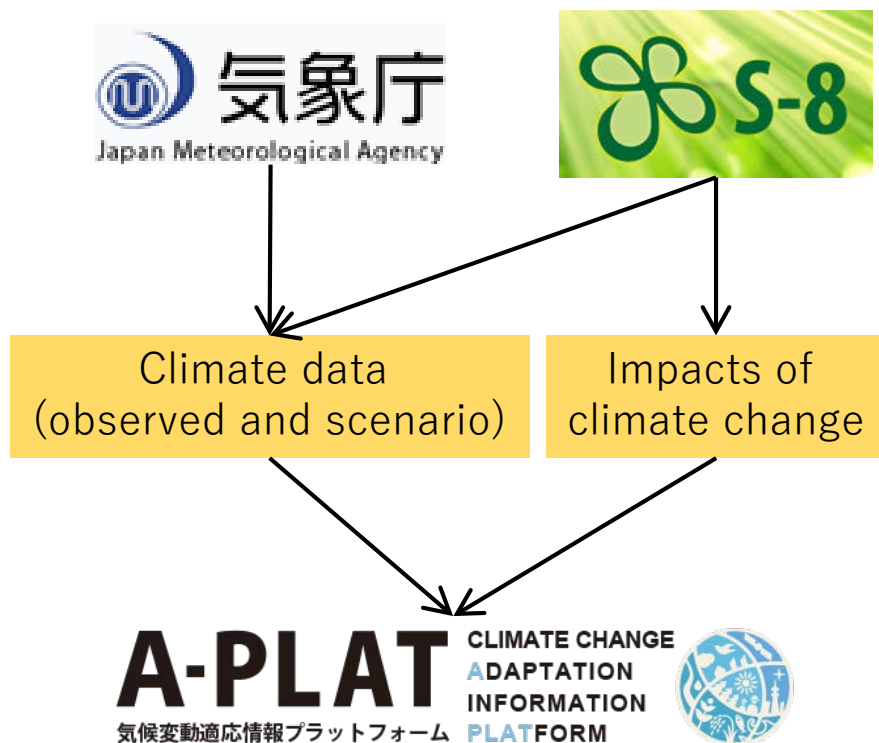 気象庁
Japan Meteorological Agency
S-8
Climate data
(observed and scenario)
Impacts of
climate change
A-PLAT
気候変動適応情報プラットフォーム
CLIMATE CHANGE
ADAPTATION
INFORMATION
PLATFORM